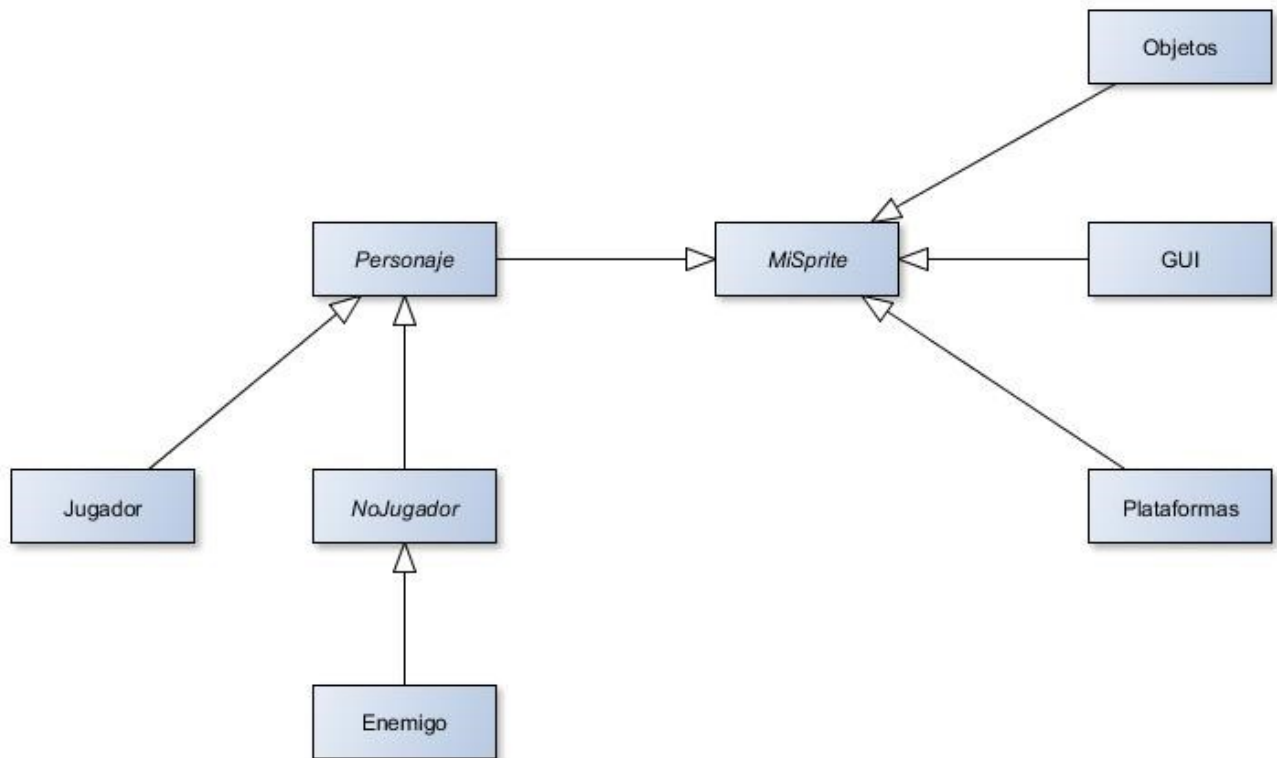 Objetos
Personaje
MiSprite
GUI
Jugador
NoJugador
Plataformas
Enemigo